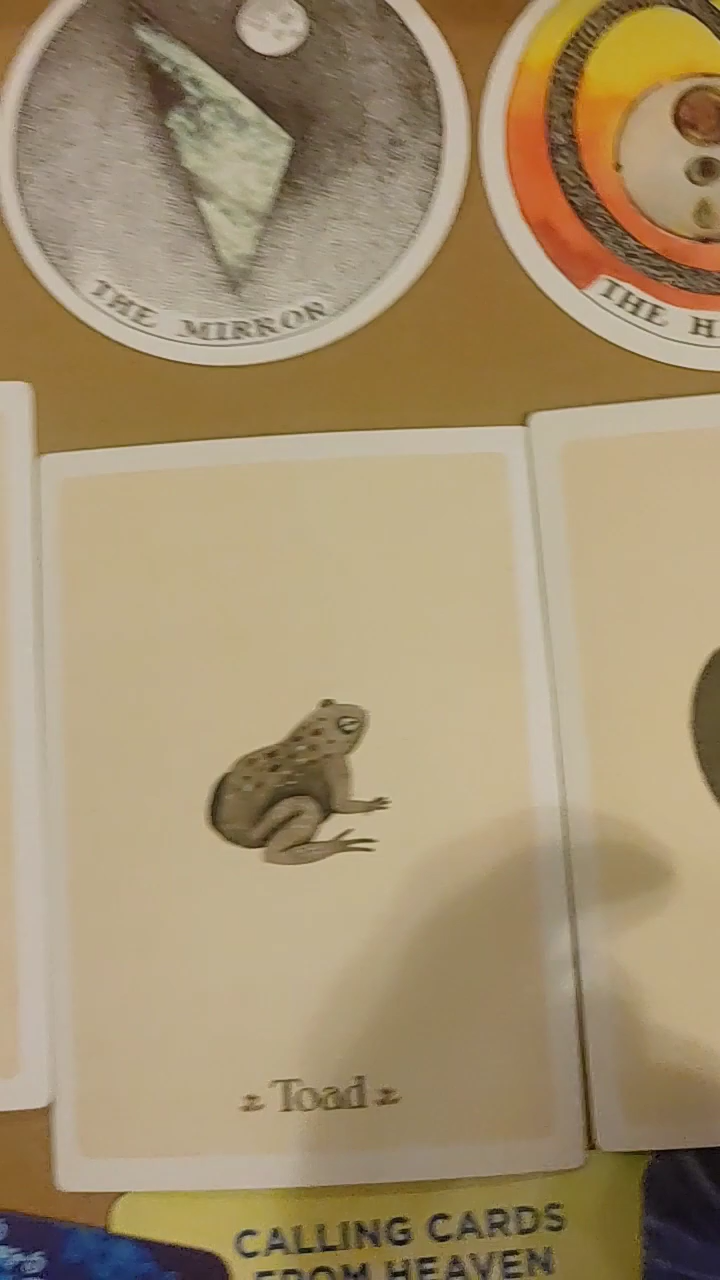 THE MIRROR
THE H
Toad
CALLING CARDS
FROM HEAVEN